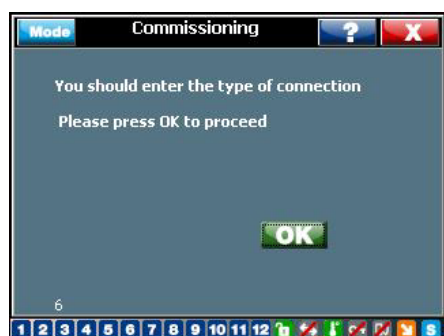 Mode Commissioning ? X
You should enter the type of connection
Please press OK to proceed
OK
6
1 2 3 4 5 6 7 8 9 10 11 12 S